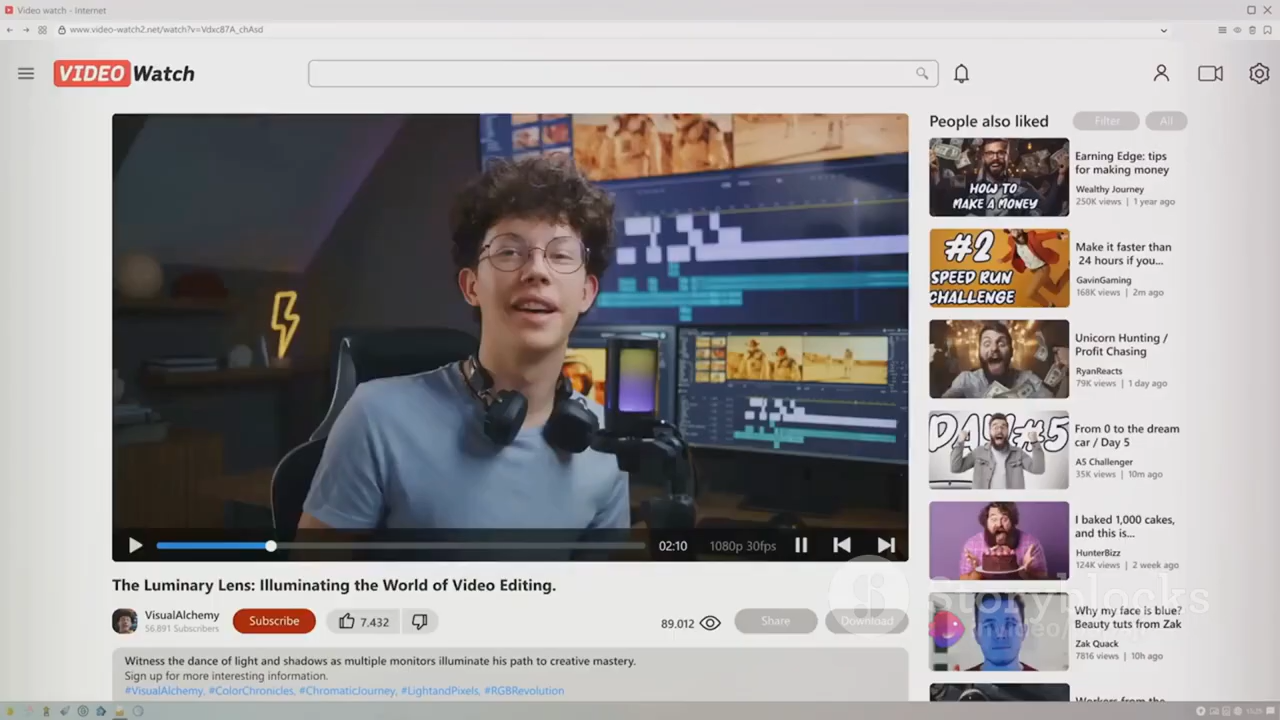 Video watch - Internet
www.video-watch2.net/watch?v=Vdxc87A_chAsd
VIDEO Watch
People also liked
Filter
All
HOW TO
MAKE A MONEY
Earning Edge: tips
for making money
Wealthy Journey
250K views | 1 year ago
#2
SPEED RUN
CHALLENGE
Make it faster than
24 hours if you...
GavinGaming
168K views | 2m ago
Unicorn Hunting /
Profit Chasing
RyanReacts
79K views | 1 day ago
DAY #5
From 0 to the dream
car / Day 5
A5 Challenger
35K views | 10m ago
I baked 1,000 cakes,
and this is...
HunterBizz
124K views | 2 week ago
Why my face is blue?
Beauty tuts from Zak
Zak Quack
7816 views | 10h ago
Workers from the
02:10
1080p 30fps
The Luminary Lens: Illuminating the World of Video Editing.
VisualAlchemy
56.891 Subscribers
Subscribe
7.432
89.012
Share
Download
Storyblocks
Witness the dance of light and shadows as multiple monitors illuminate his path to creative mastery.
Sign up for more interesting information.
#VisualAlchemy, #ColorChronicles, #ChromaticJourney, #LightandPixels, #RGBRevolution